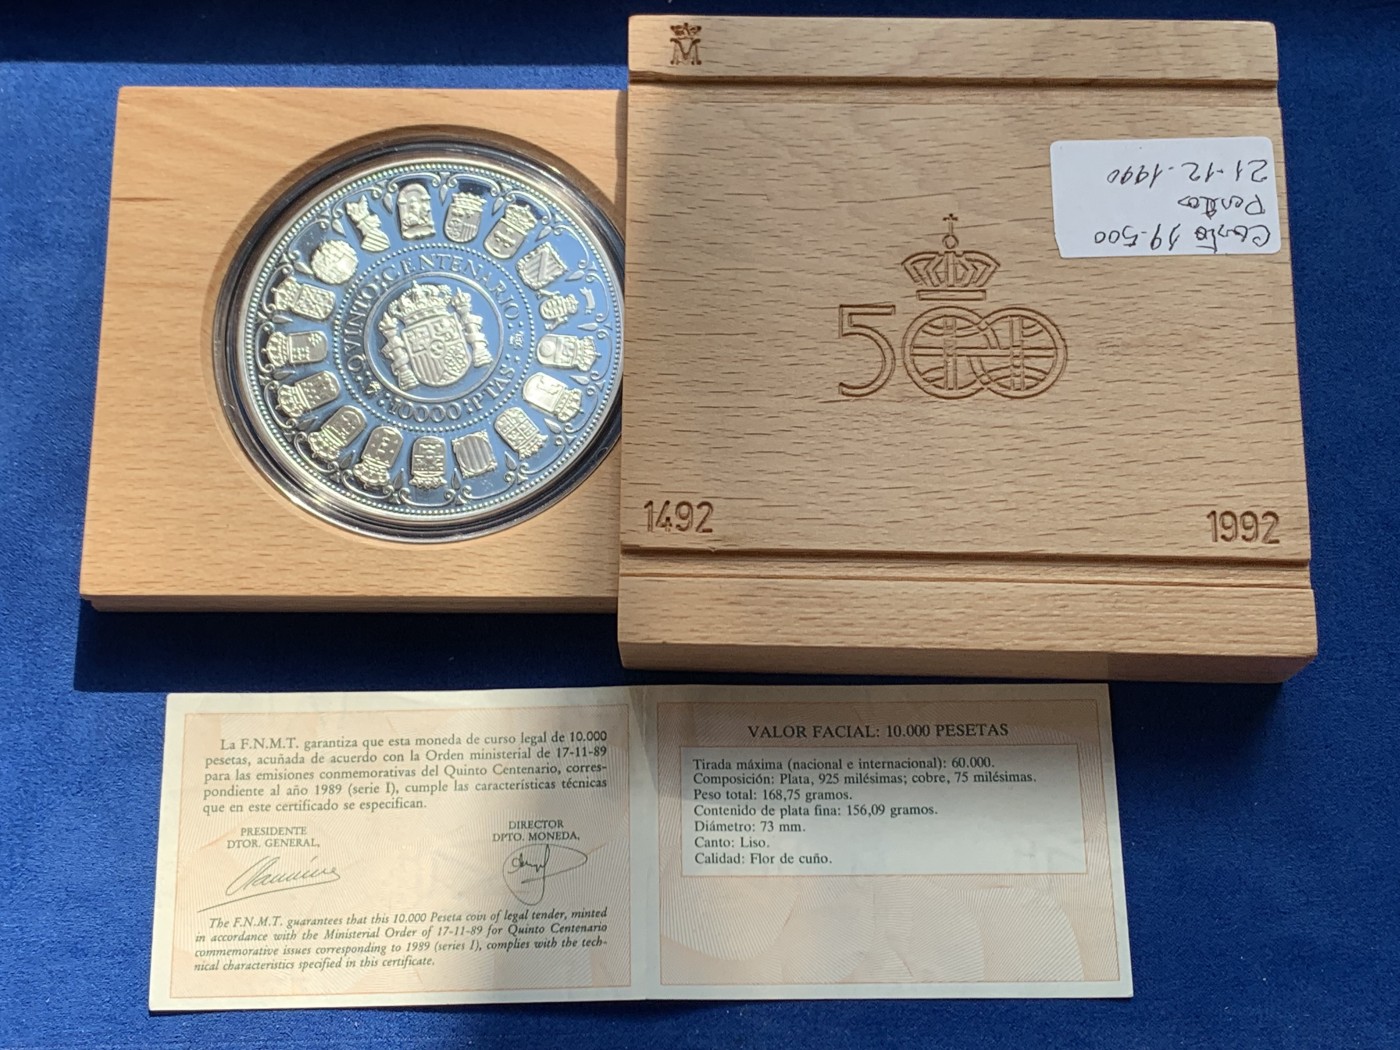 QUINTO·CENTENARIO·
10000·PTAS·
M
500
1492
1992
Costó 19.500
Pesetas
21-12-1990
La F.N.M.T. garantiza que esta moneda de curso legal de 10.000
pesetas, acuñada de acuerdo con la Orden ministerial de 17-11-89
para las emisiones conmemorativas del Quinto Centenario, corres-
pondiente al año 1989 (serie I), cumple las características técnicas
que en este certificado se especifican.
PRESIDENTE
DTOR. GENERAL,
DIRECTOR
DPTO. MONEDA,
The F.N.M.T. guarantees that this 10.000 Peseta coin of legal tender, minted
in accordance with the Ministerial Order of 17-11-89 for Quinto Centenario
commemorative issues corresponding to 1989 (series I), complies with the tech-
nical characteristics specified in this certificate.
VALOR FACIAL: 10.000 PESETAS
Tirada máxima (nacional e internacional): 60.000.
Composición: Plata, 925 milésimas; cobre, 75 milésimas.
Peso total: 168,75 gramos.
Contenido de plata fina: 156,09 gramos.
Diámetro: 73 mm.
Canto: Liso.
Calidad: Flor de cuño.